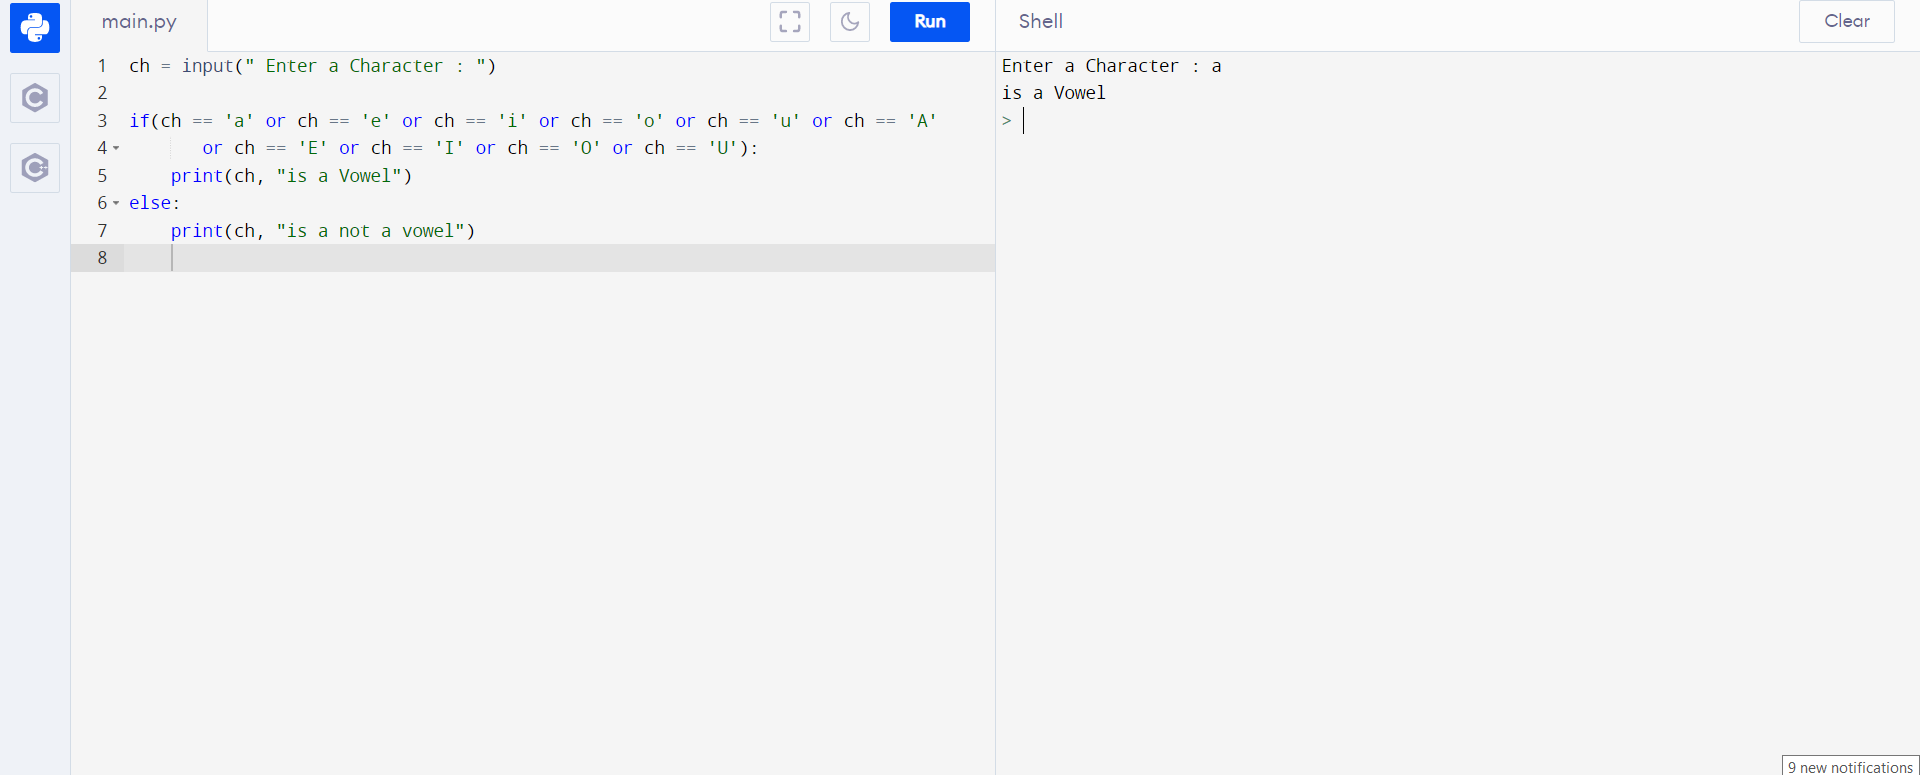 main.py
Run
Shell
Clear
1 ch = input(" Enter a Character : ")
2
3 if(ch == 'a' or ch == 'e' or ch == 'i' or ch == 'o' or ch == 'u' or ch == 'A'
4 or ch == 'E' or ch == 'I' or ch == 'O' or ch == 'U'):
5 print(ch, "is a Vowel")
6 else:
7 print(ch, "is a not a vowel")
8
Enter a Character : a
is a Vowel
>
9 new notifications